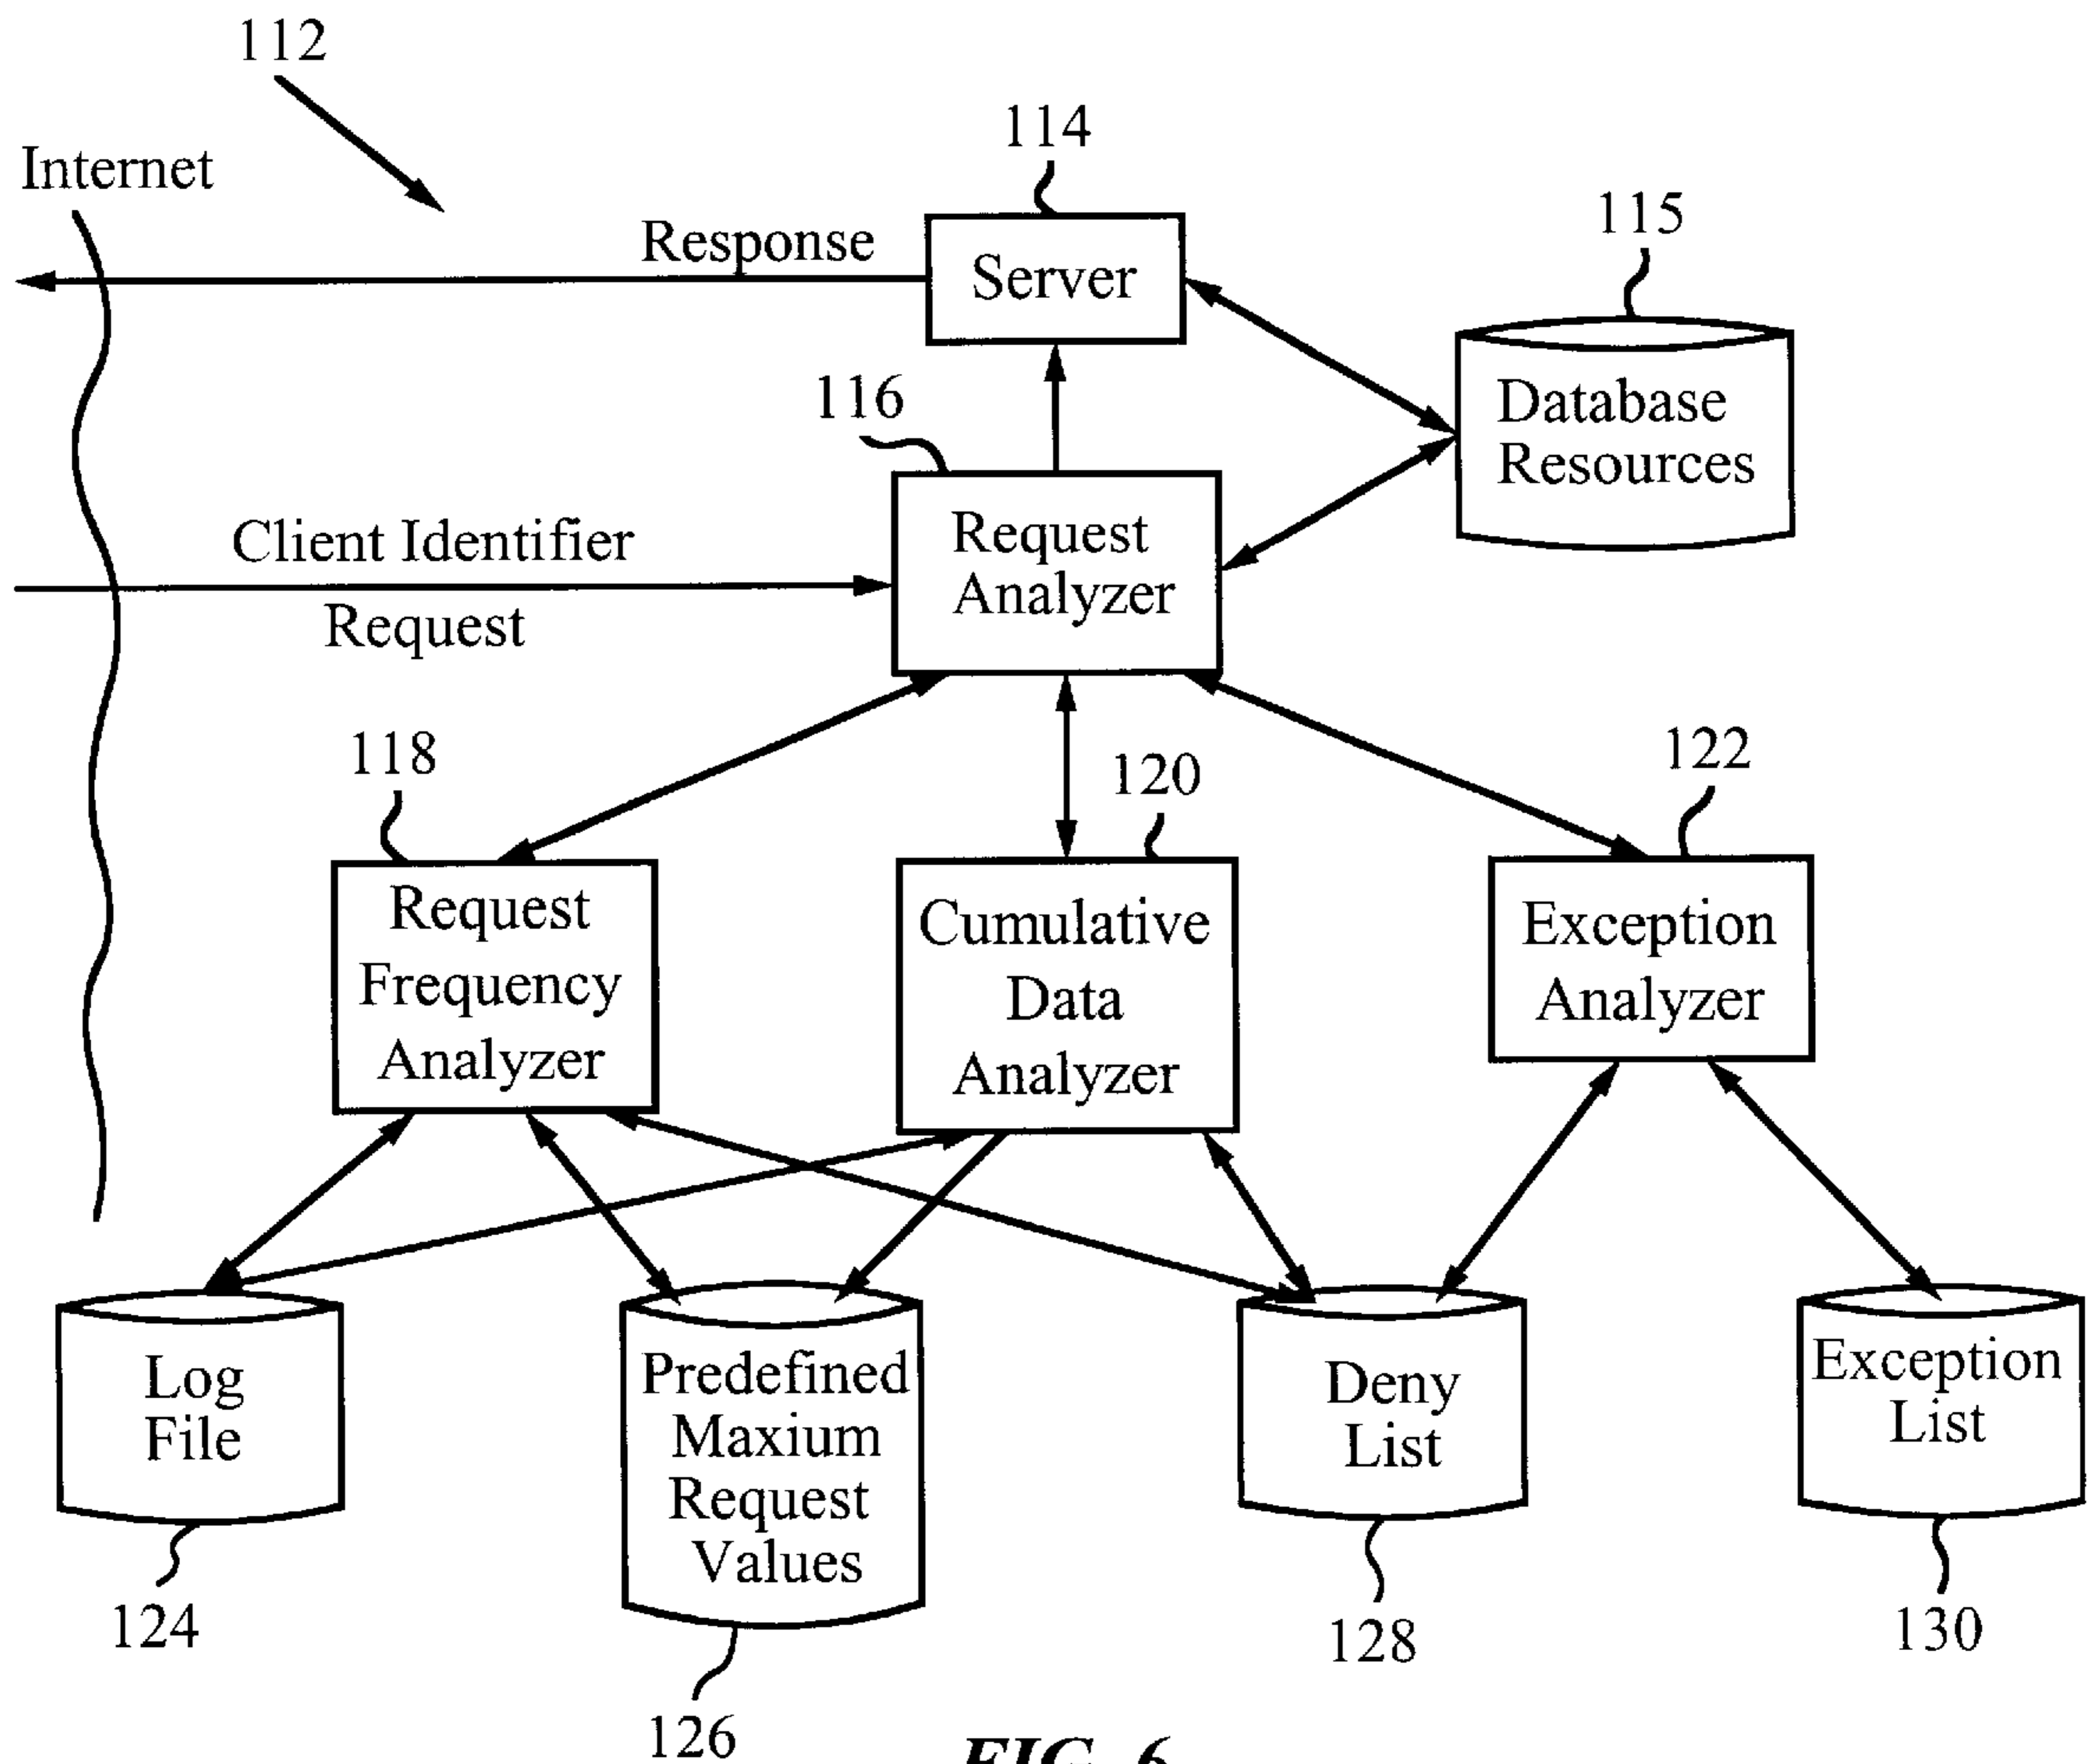 112
114
Internet
115
Response
Server
116
Database
Resources
Client Identifier
Request
Request
Analyzer
118
120
122
Request
Frequency
Analyzer
Cumulative
Data
Analyzer
Exception
Analyzer
Log
File
Predefined
Maxium
Request
Values
Deny
List
Exception
List
124
126
128
130
FIG. 6